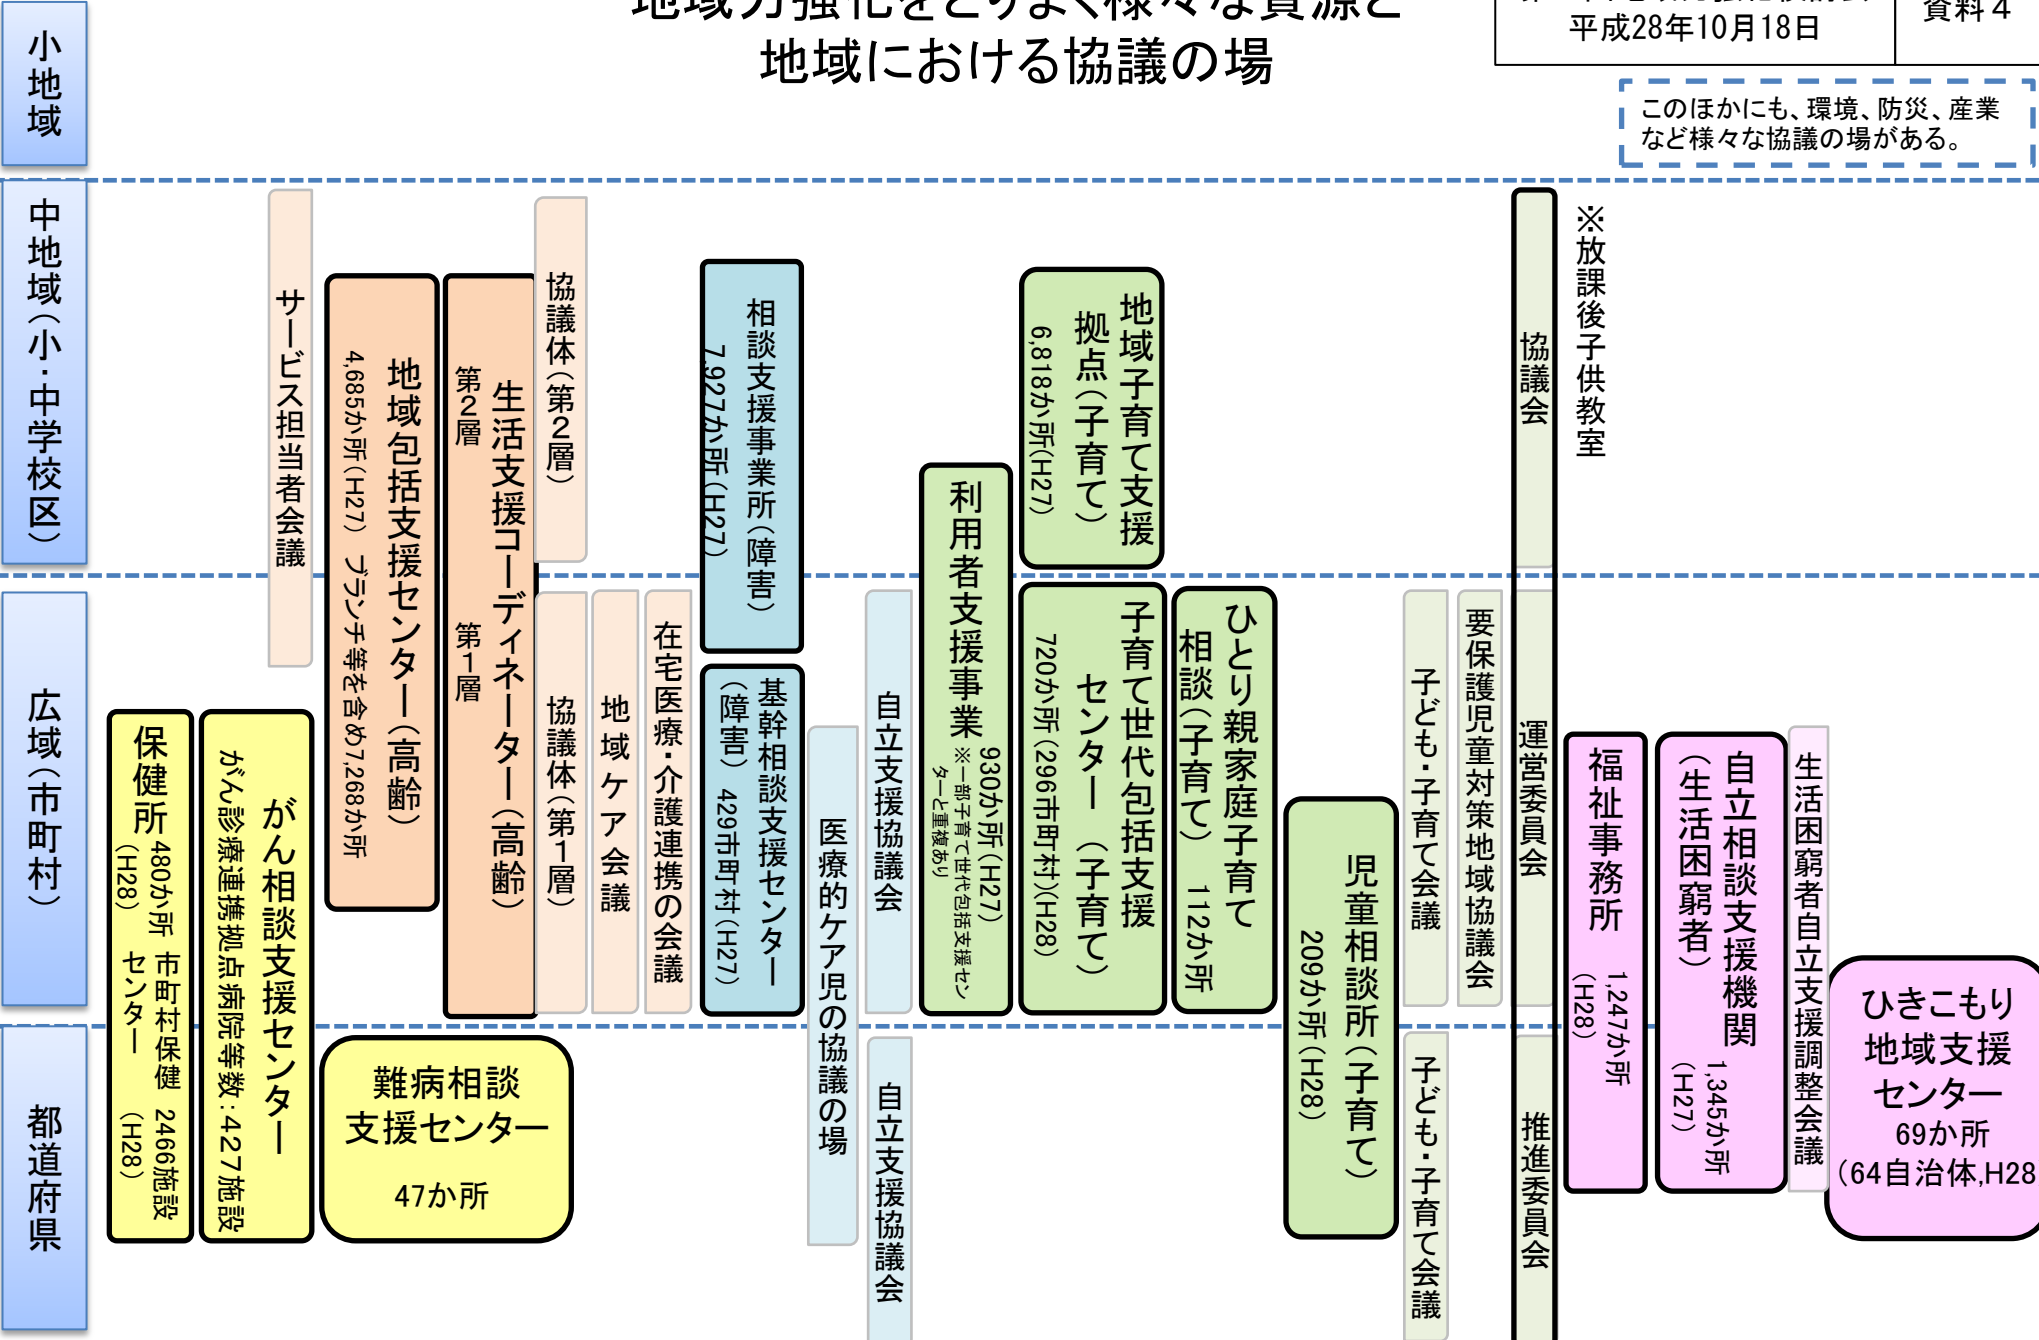 地域力強化をとりまく様々な資源と
地域における協議の場
平成28年10月18日
資料４
このほかにも、環境、防災、産業
など様々な協議の場がある。
小地域
中地域（小・中学校区）
広域（市町村）
都道府県
保健所
480か所
（H28）
市町村保健
センター
2466施設
（H28）
がん相談支援センター
がん診療連携拠点病院等数：427施設
サービス担当者会議
地域包括支援センター（高齢）
4,685か所（H27）　ブランチ等を含め7,268か所
難病相談
支援センター
47か所
生活支援コーディネーター（高齢）
第２層
第１層
協議体（第２層）
協議体（第１層）
地域ケア会議
在宅医療・介護連携の会議
相談支援事業所（障害）
7,927か所（H27）
基幹相談支援センター
（障害）　429市町村（H27）
医療的ケア児の協議の場
自立支援協議会
自立支援協議会
利用者支援事業
930か所（H27）
※一部子育て世代包括支援セン
ターと重複あり
地域子育て支援
拠点（子育て）
6,818か所（H27）
子育て世代包括支援
センター　（子育て）
720か所（296市町村）（H28）
ひとり親家庭子育て
相談（子育て）　112か所
児童相談所（子育て）
209か所（H28）
子ども・子育て会議
子ども・子育て会議
要保護児童対策地域協議会
協議会
運営委員会
推進委員会
※放課後子供教室
福祉事務所
1,247か所
（H28）
自立相談支援機関
（生活困窮者）
1,345か所
（H27）
生活困窮者自立支援調整会議
ひきこもり
地域支援
センター
69か所
（64自治体,H28